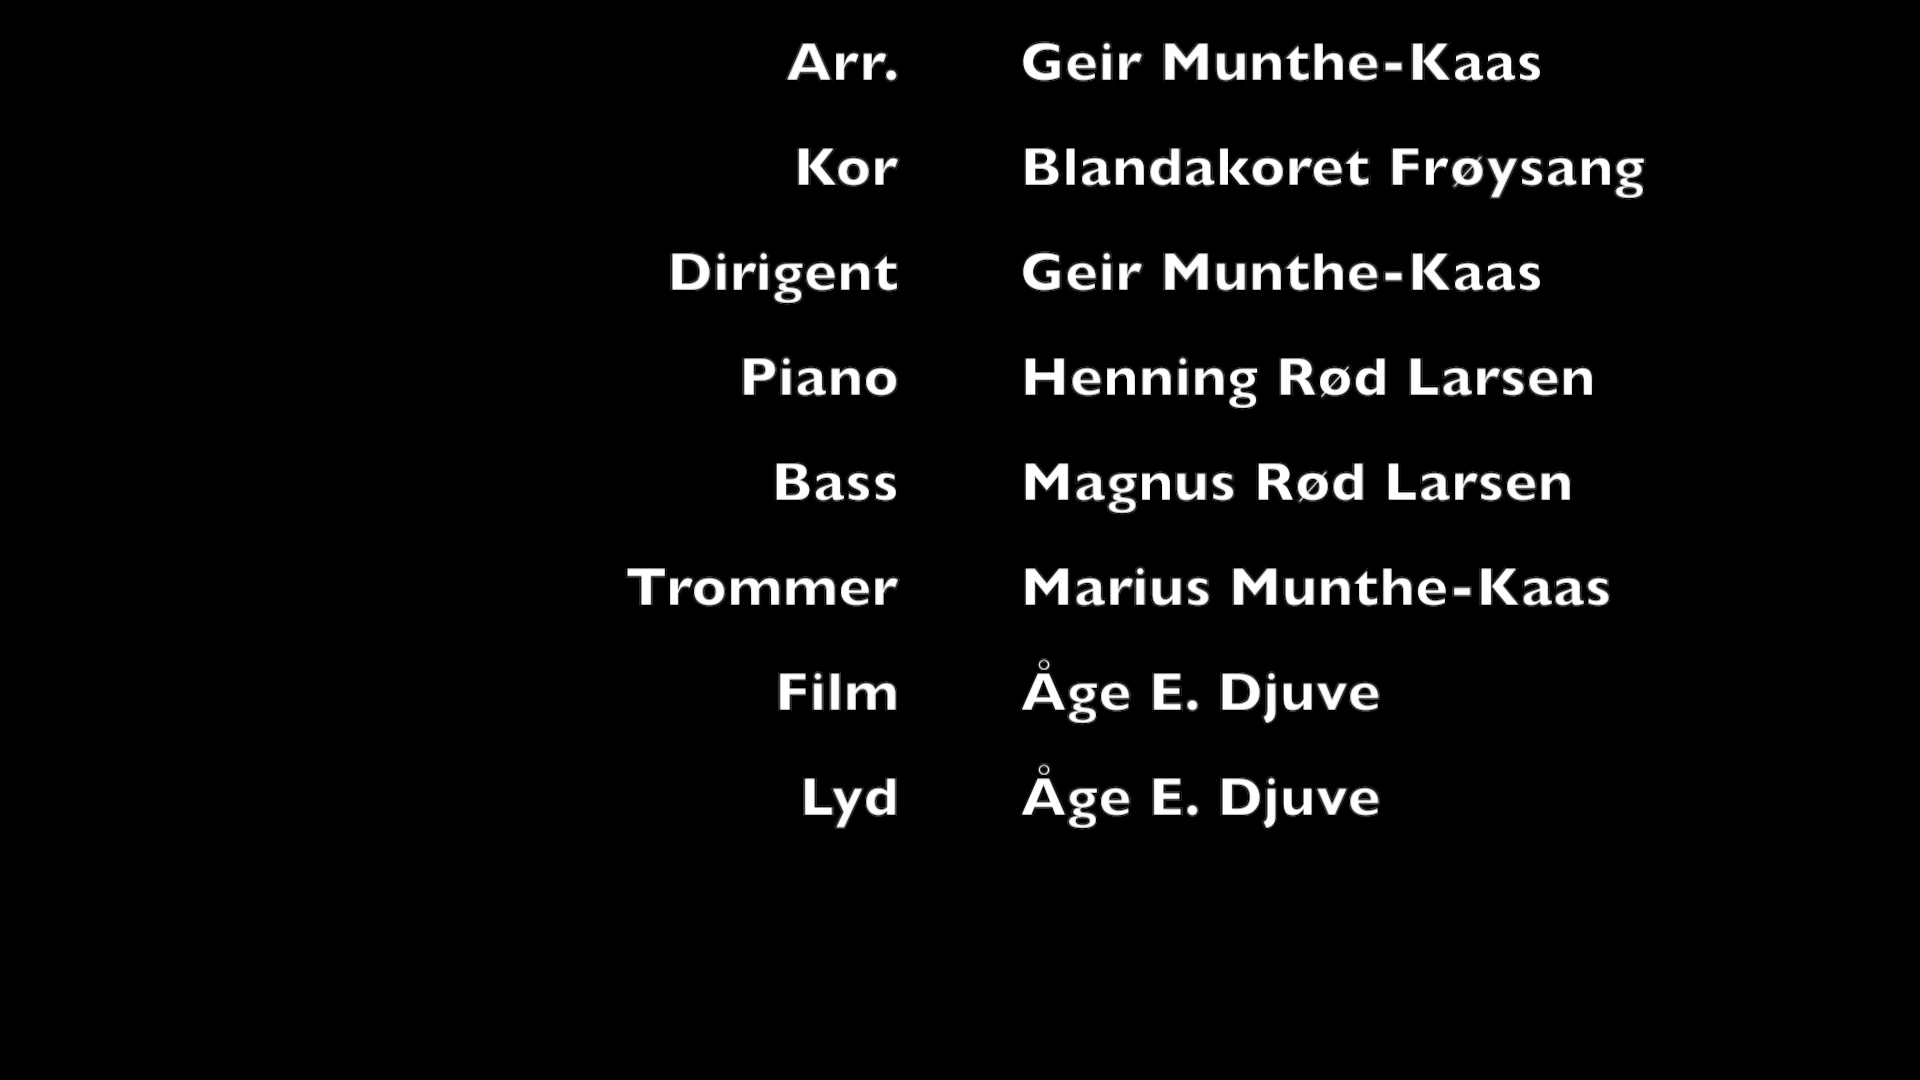 Arr. Geir Munthe-Kaas
Kor Blandakoret Frøysang
Dirigent Geir Munthe-Kaas
Piano Henning Rød Larsen
Bass Magnus Rød Larsen
Trommer Marius Munthe-Kaas
Film Åge E. Djuve
Lyd Åge E. Djuve